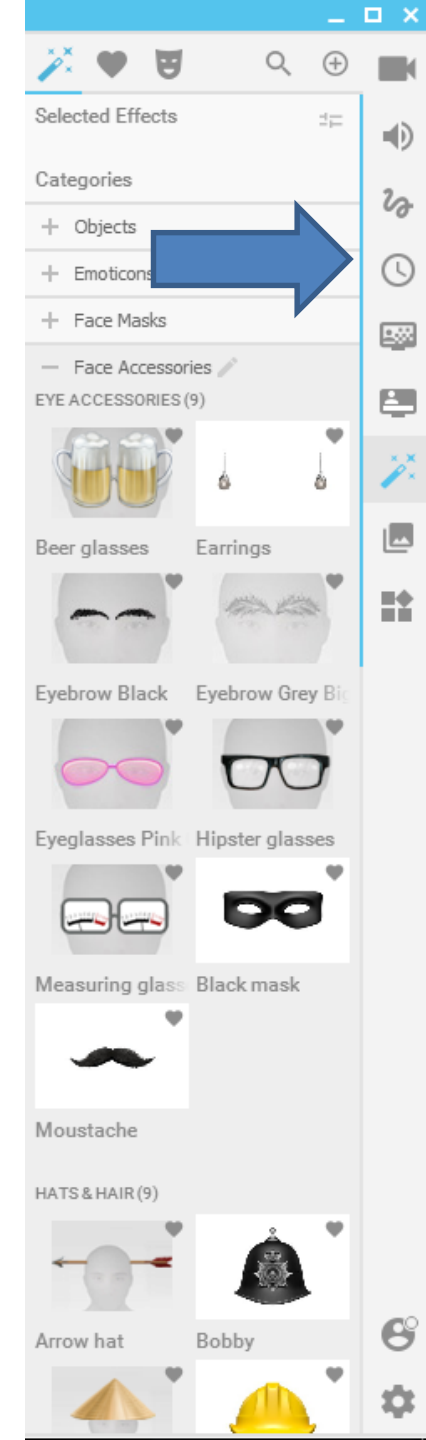 Selected Effects
Categories
Objects
Emoticons
Face Masks
Face Accessories
EYE ACCESSORIES (9)
Beer glasses Earrings
Eyebrow Black Eyebrow Grey Big
Eyeglasses Pink Hipster glasses
Measuring glass Black mask
Moustache
HATS & HAIR (9)
Arrow hat Bobby